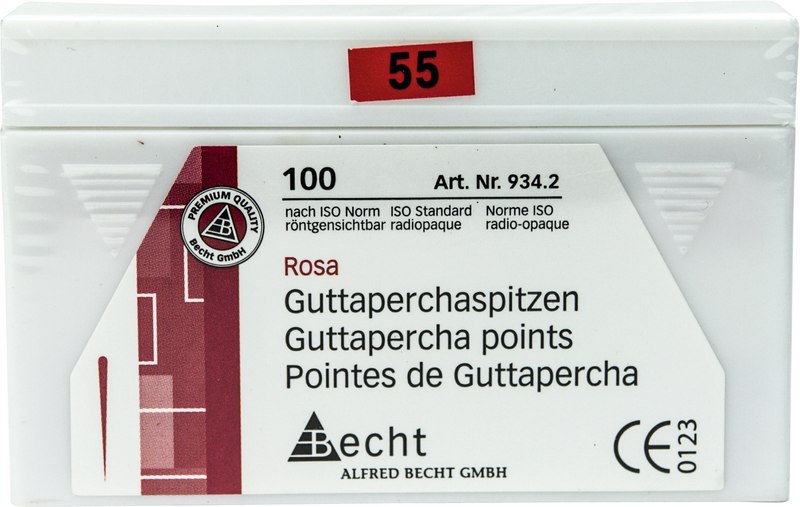 55
100 Art. Nr. 934.2
nach ISO Norm ISO Standard Norme ISO
röntgensichtbar radiopaque radio-opaque
PREMIUM QUALITY
B
Becht GmbH
Rosa
Guttaperchaspitzen
Guttapercha points
Pointes de Guttapercha
Becht
ALFRED BECHT GMBH
CE 0123